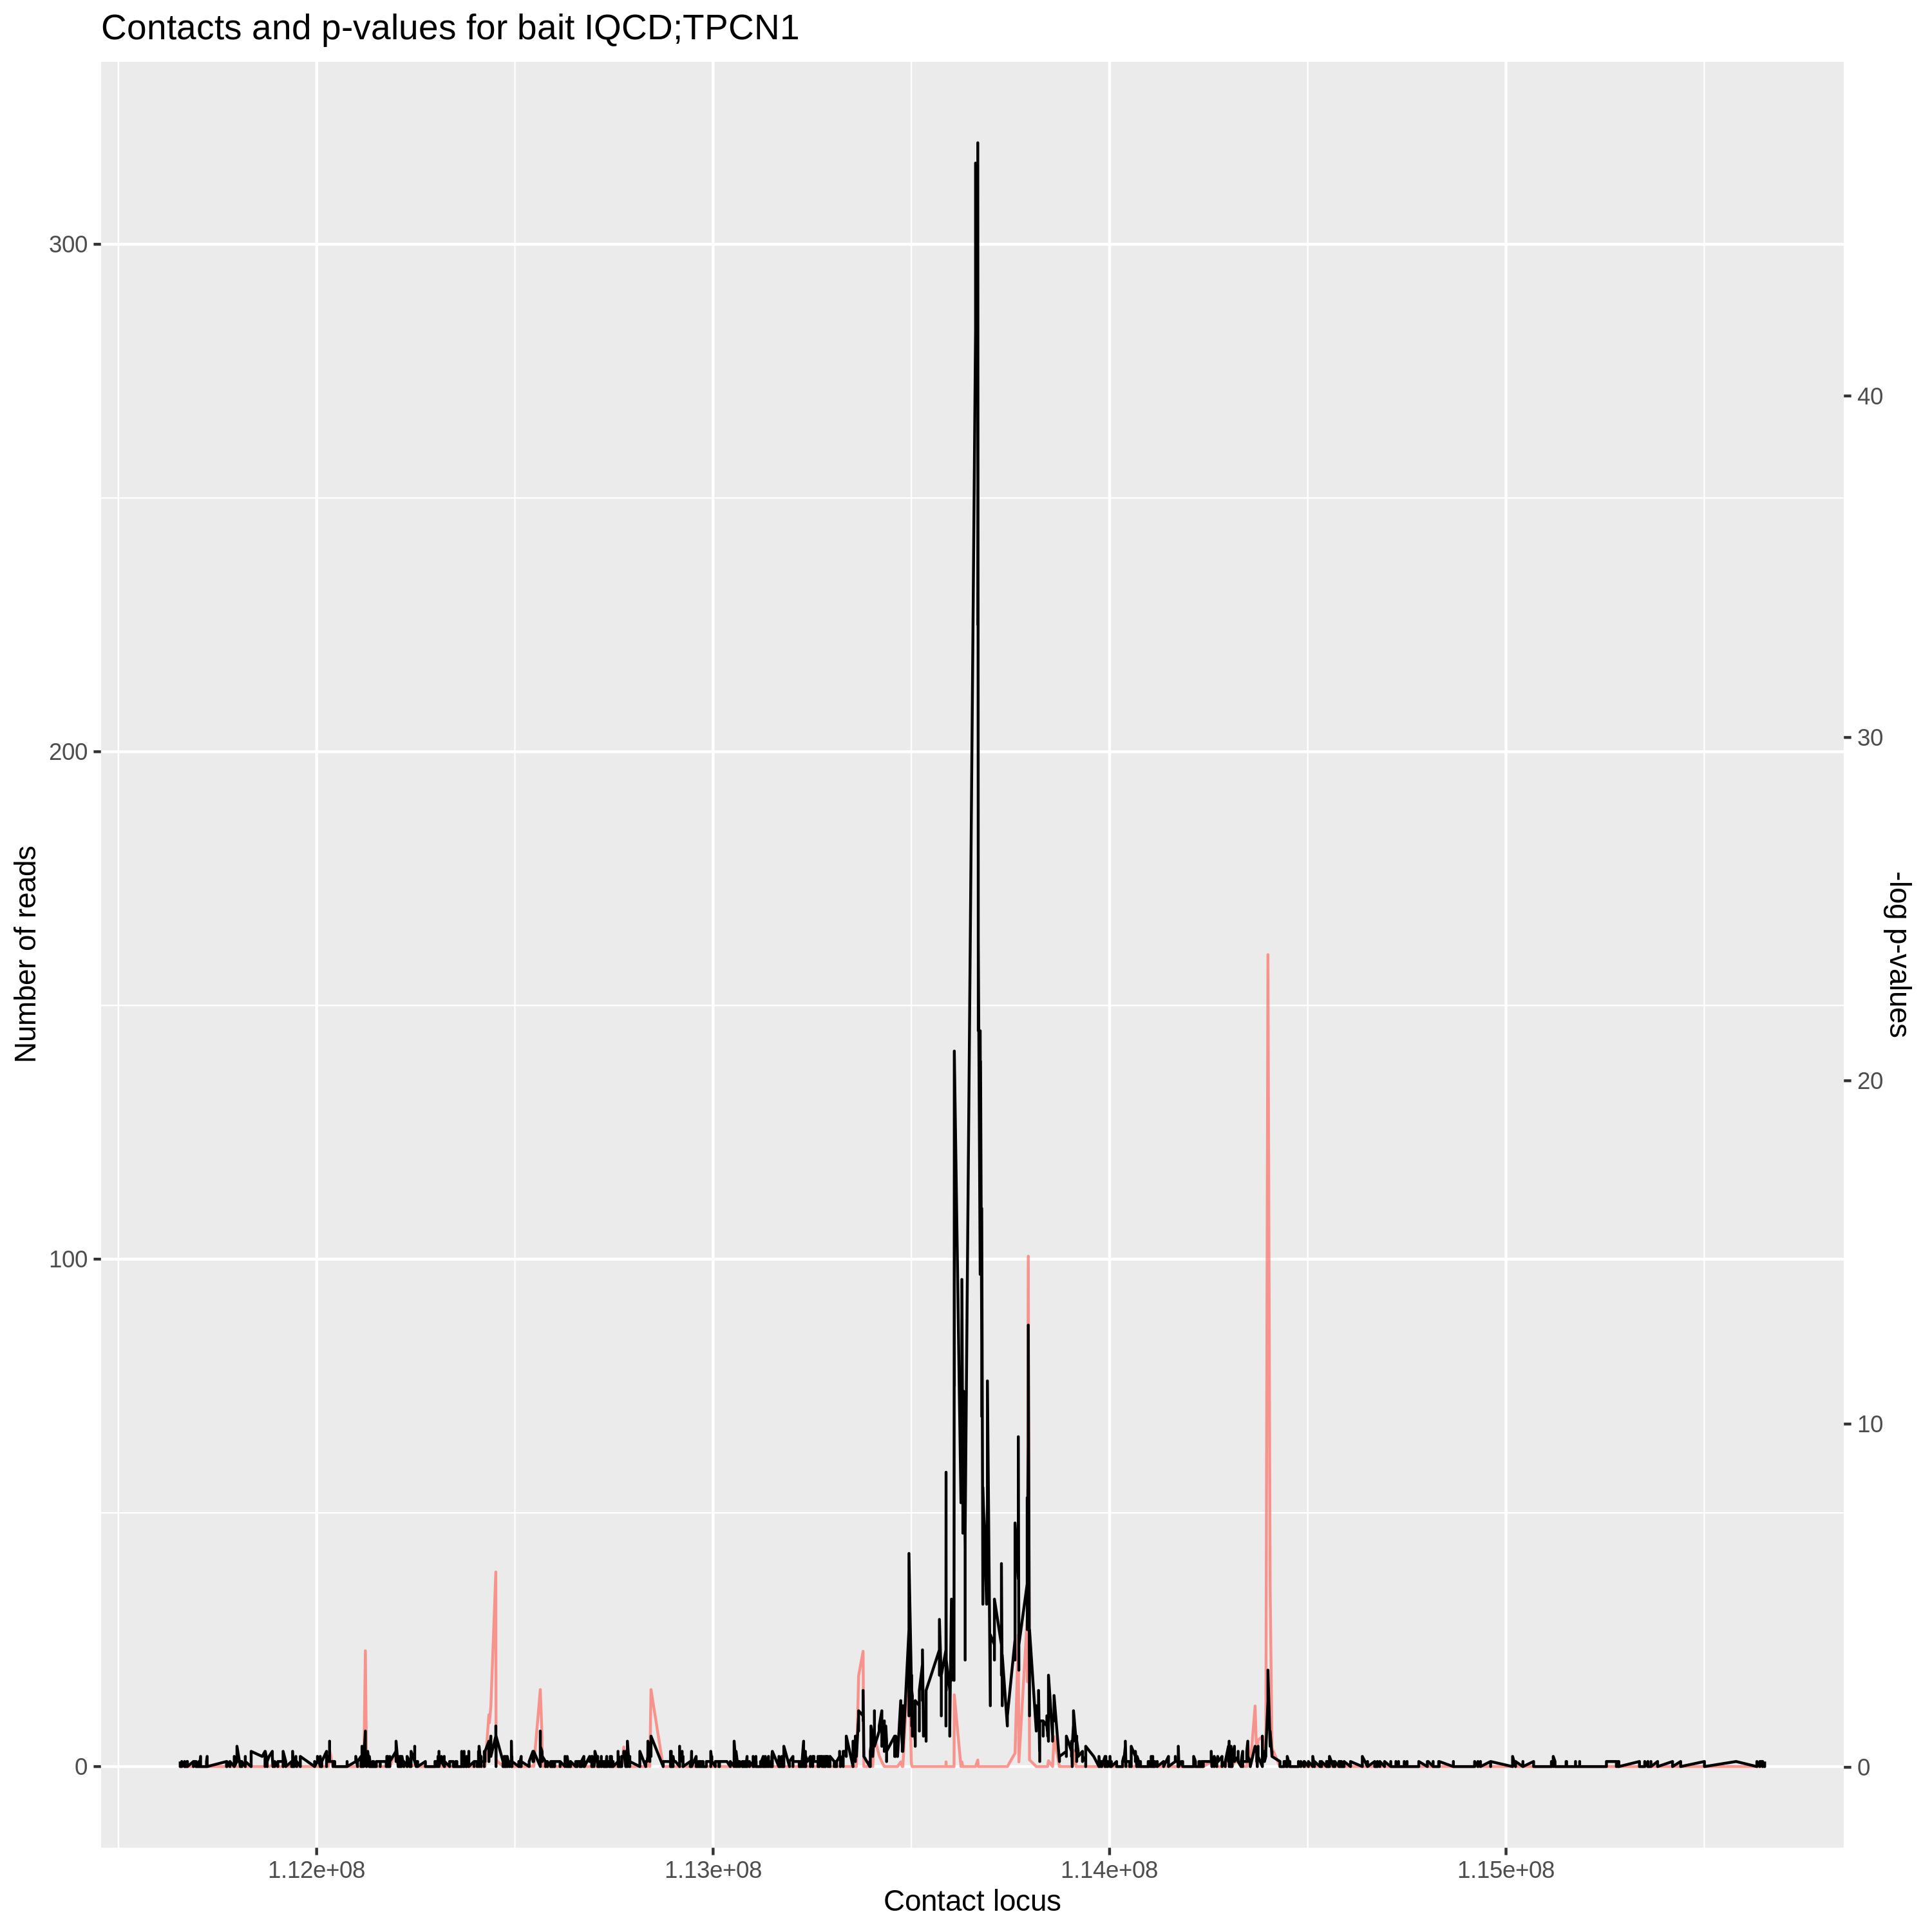 Contacts and p-values for bait IQCD;TPCN1
300
200
100
0
Number of reads
40
30
20
10
0
-log p-values
1.12e+08
1.13e+08
1.14e+08
1.15e+08
Contact locus